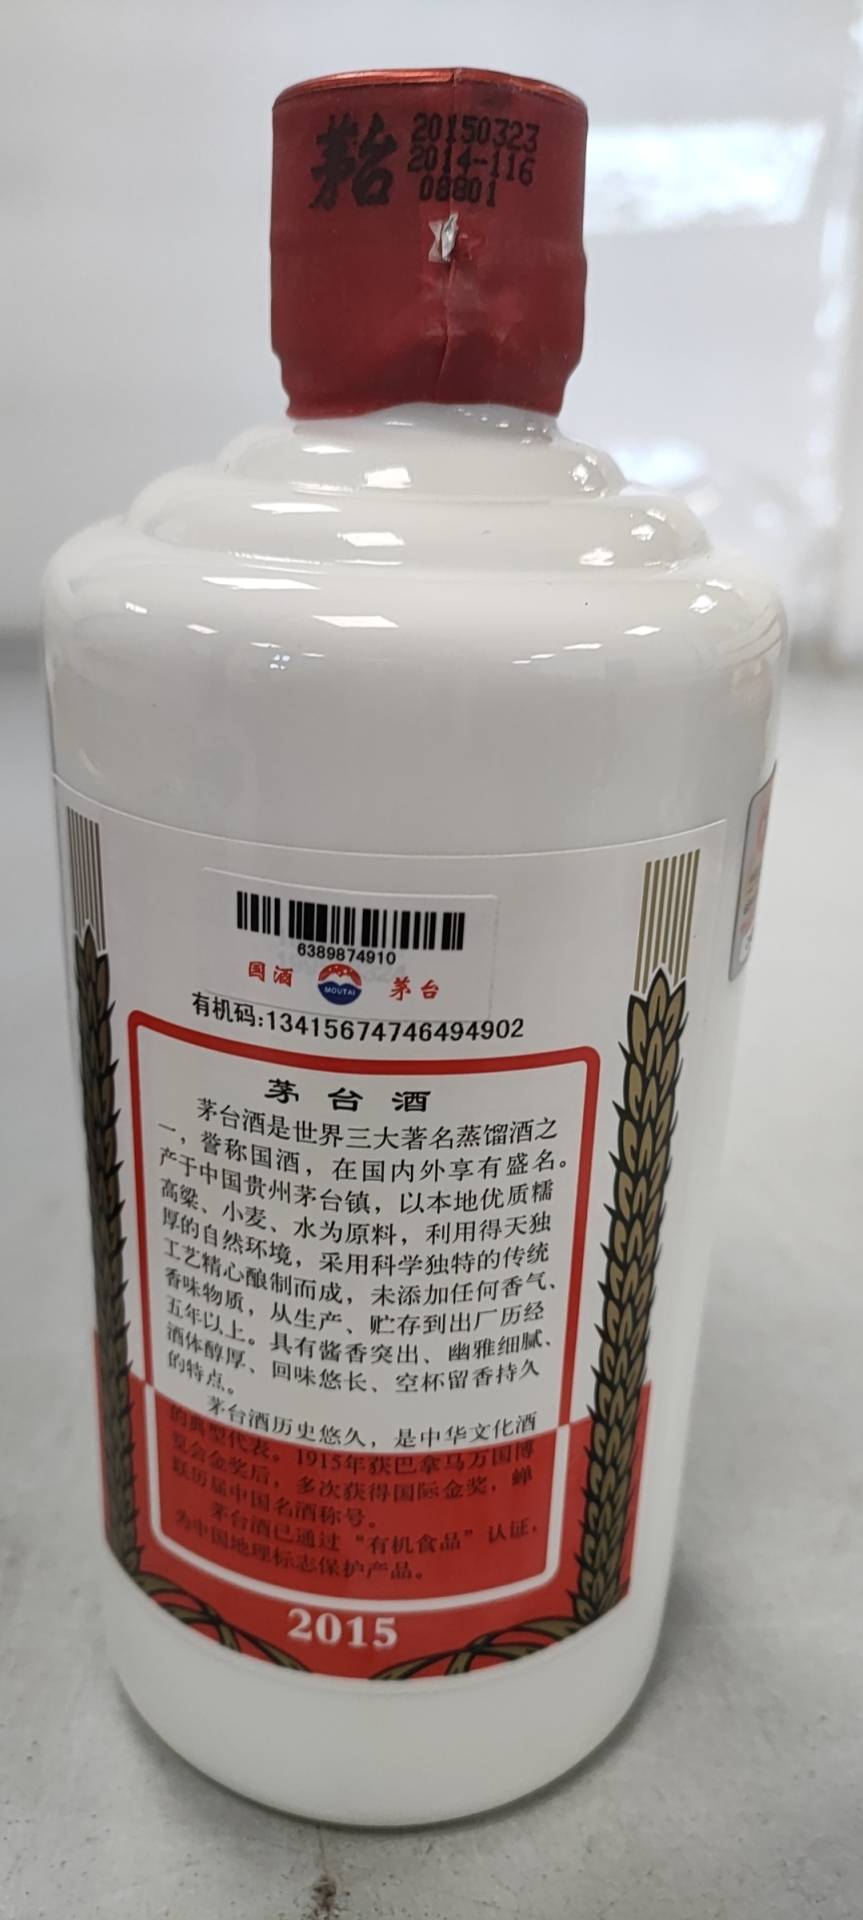 茅台
20150323
2014-116
08801
6389874910
国酒
MOUTAI
茅台
有机码:13415674746494902
茅台酒
茅台酒是世界三大著名蒸馏酒之
一，誉称国酒，在国内外享有盛名。
产于中国贵州茅台镇，以本地优质糯
高粱、小麦、水为原料，利用得天独
厚的自然环境，采用科学独特的传统
工艺精心酿制而成，未添加任何香气、
香味物质，从生产、贮存到出厂历经
五年以上。具有酱香突出、幽雅细腻、
酒体醇厚、回味悠长、空杯留香持久
的特点。
茅台酒历史悠久，是中华文化酒
的典型代表。1915年获巴拿马万国博
览会金奖后，多次获得国际金奖，蝉
联历届中国名酒称号。
茅台酒已通过“有机食品”认证，
为中国地理标志保护产品。
2015